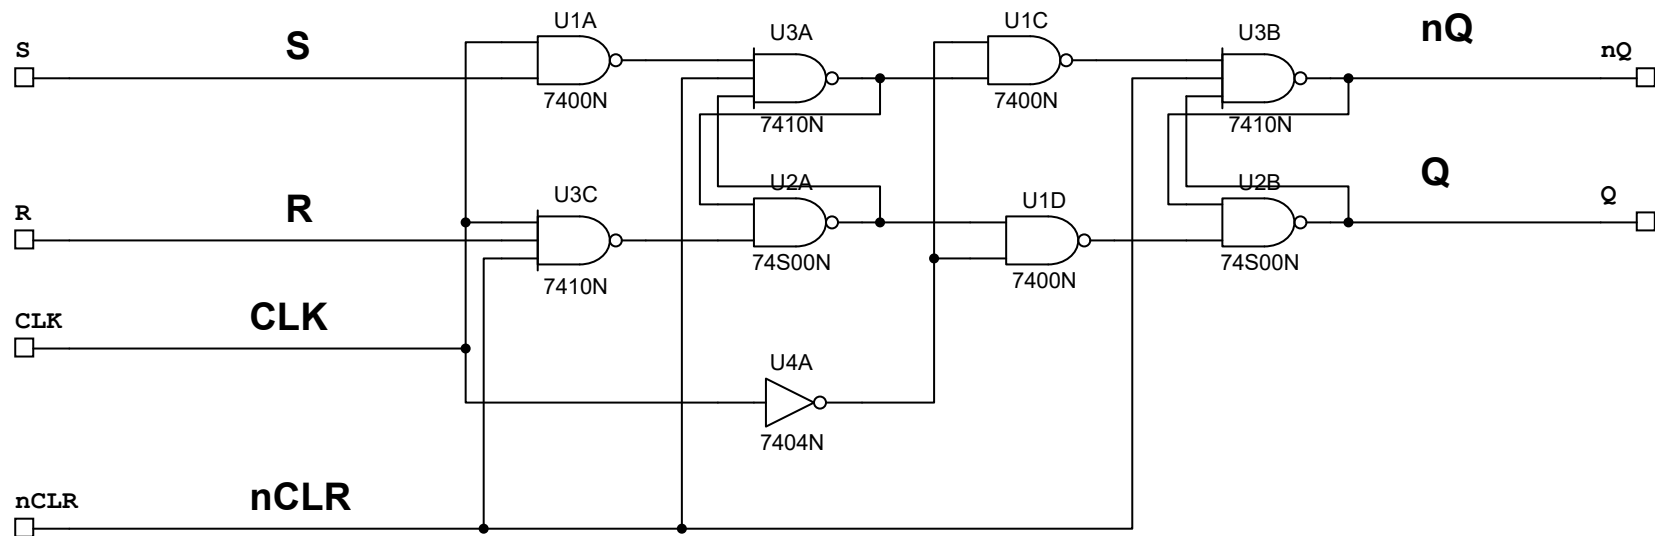 U1A
U1C
S
S
U3A
U3B
nQ
nQ
7400N
7400N
7410N
7410N
R
R
U3C
U2A
U1D
U2B
Q
Q
7410N
74S00N
7400N
74S00N
CLK
CLK
U4A
7404N
nCLR
nCLR